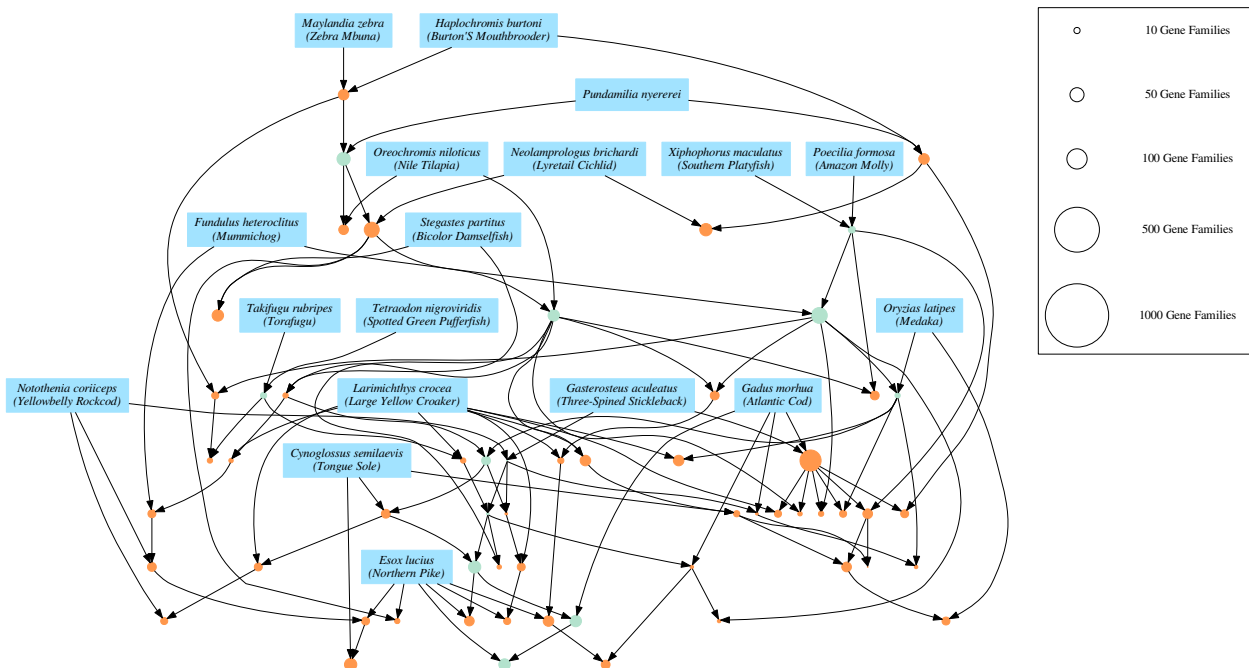 Maylandia zebra
(Zebra Mbuna)
Haplochromis burtoni
(Burton'S Mouthbrooder)
10 Gene Families
Pundamilia nyererei
50 Gene Families
Oreochromis niloticus
(Nile Tilapia)
Neolamprologus brichardi
(Lyretail Cichlid)
Xiphophorus maculatus
(Southern Platyfish)
Poecilia formosa
(Amazon Molly)
100 Gene Families
Fundulus heteroclitus
(Mummichog)
Stegastes partitus
(Bicolor Damselfish)
500 Gene Families
Takifugu rubripes
(Torafugu)
Tetraodon nigroviridis
(Spotted Green Pufferfish)
Oryzias latipes
(Medaka)
1000 Gene Families
Notothenia coriiceps
(Yellowbelly Rockcod)
Larimichthys crocea
(Large Yellow Croaker)
Gasterosteus aculeatus
(Three-Spined Stickleback)
Gadus morhua
(Atlantic Cod)
Cynoglossus semilaevis
(Tongue Sole)
Esox lucius
(Northern Pike)